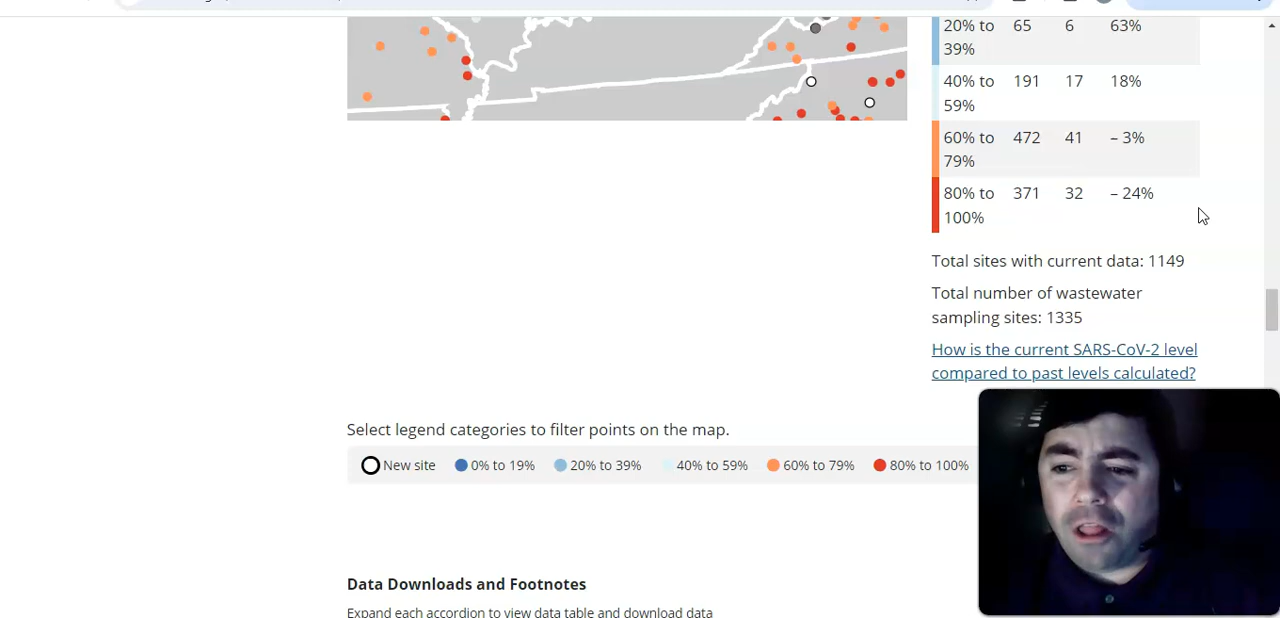 20% to 65 6 63%
39%
40% to 191 17 18%
59%
60% to 472 41 – 3%
79%
80% to 371 32 – 24%
100%
Total sites with current data: 1149
Total number of wastewater
sampling sites: 1335
How is the current SARS-CoV-2 level
compared to past levels calculated?
Select legend categories to filter points on the map.
New site 0% to 19% 20% to 39% 40% to 59% 60% to 79% 80% to 100%
Data Downloads and Footnotes
Expand each accordion to view data table and download data